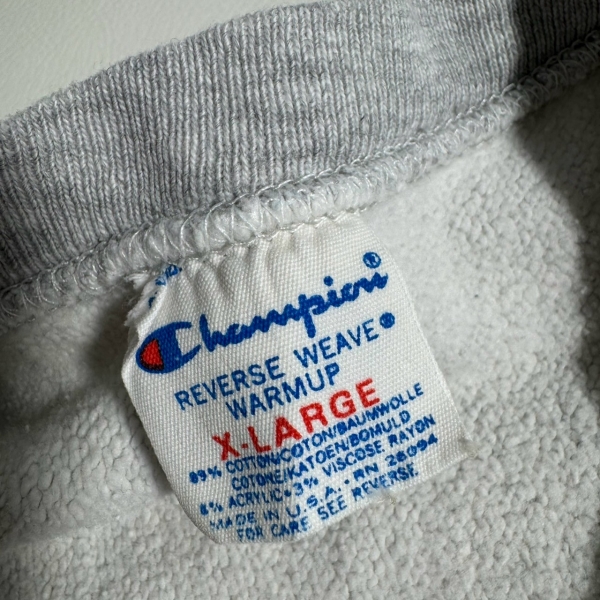 Champion®
REVERSE WEAVE®
WARMUP
X-LARGE
89% COTTON/COTON/BAUMWOLLE
COTONE/KATOEN/BOMULD
8% ACRYLIC•3% VISCOSE RAYON
MADE IN U.S.A. • RN 26094
FOR CARE SEE REVERSE